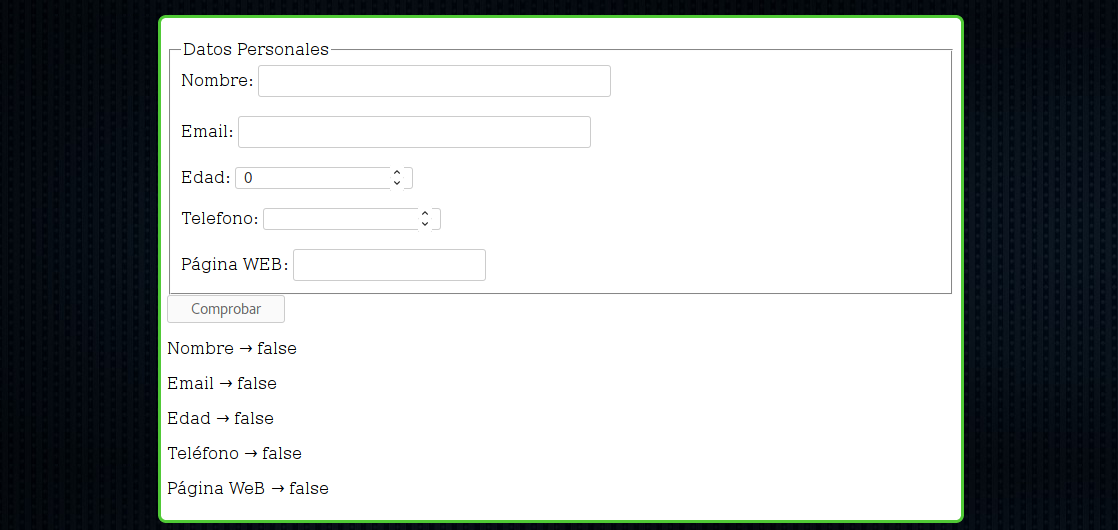 Datos Personales
Nombre:
Email:
Edad: 0
Telefono:
Página WEB:
Comprobar
Nombre → false
Email → false
Edad → false
Teléfono → false
Página WeB → false